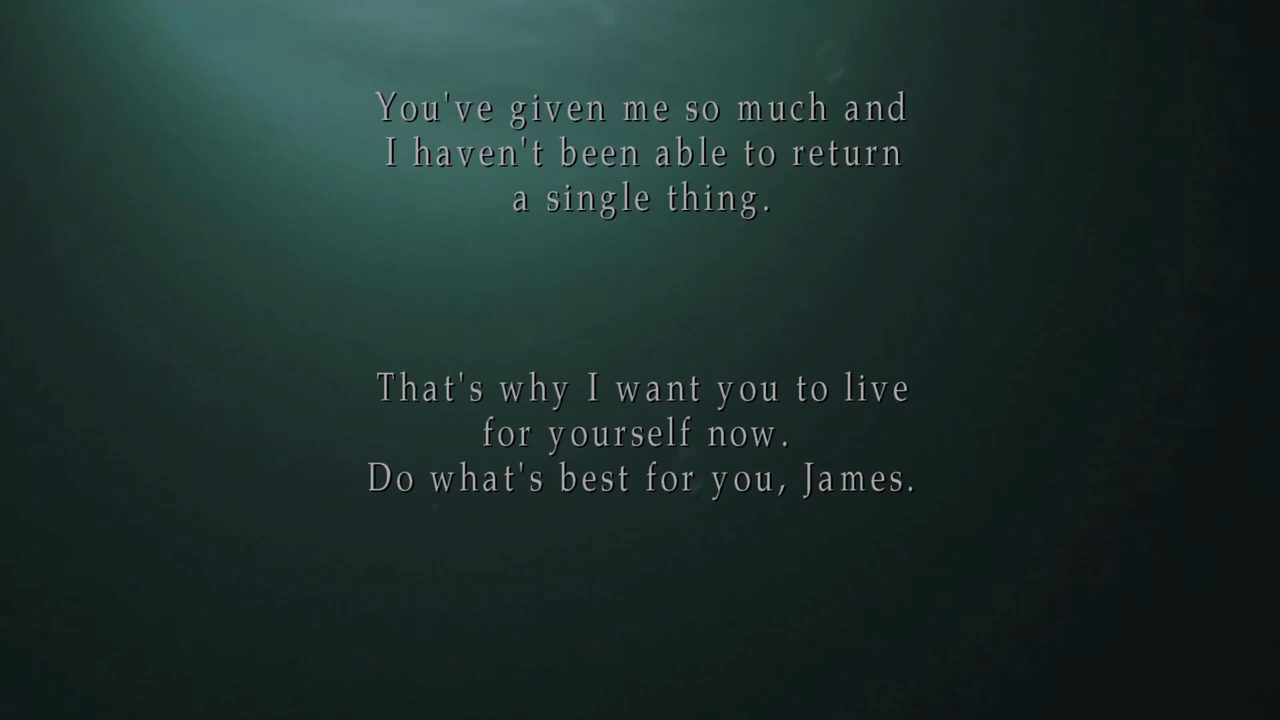 You've given me so much and
I haven't been able to return
a single thing.
That's why I want you to live
for yourself now.
Do what's best for you, James.